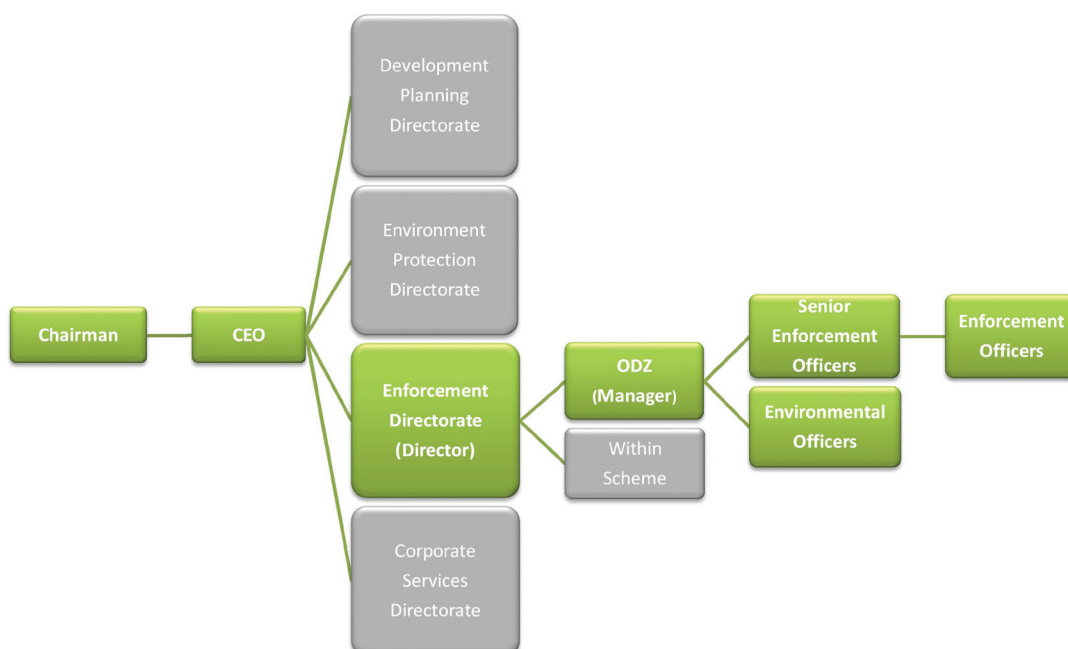 Chairman
CEO
Development
Planning
Directorate
Environment
Protection
Directorate
Enforcement
Directorate
(Director)
Corporate
Services
Directorate
ODZ
(Manager)
Within
Scheme
Senior
Enforcement
Officers
Environmental
Officers
Enforcement
Officers